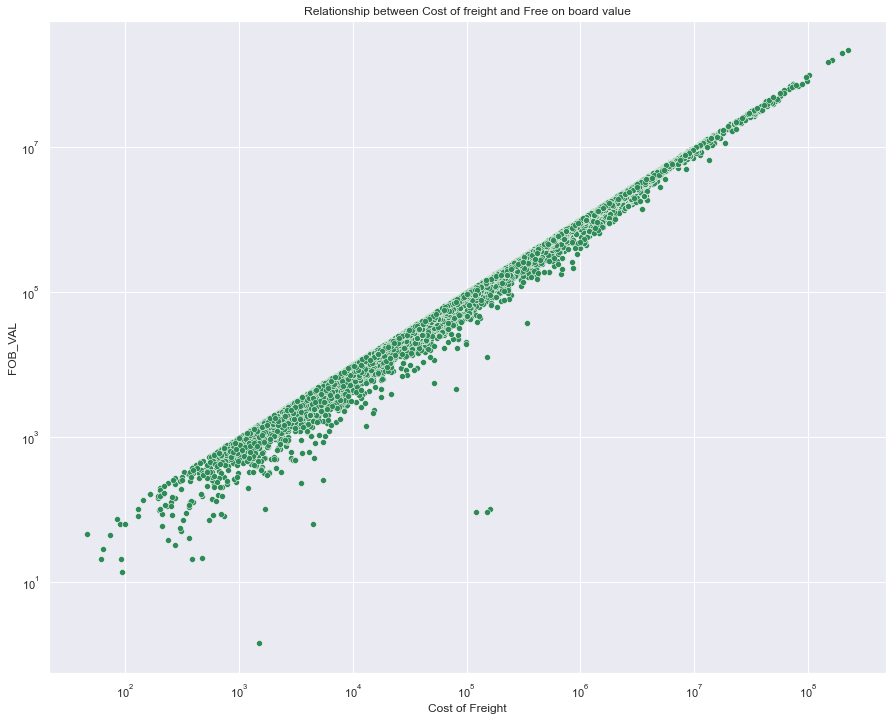 Relationship between Cost of freight and Free on board value
FOB_VAL
10⁷
10⁵
10³
10¹
10² 10³ 10⁴ 10⁵ 10⁶ 10⁷ 10⁸
Cost of Freight